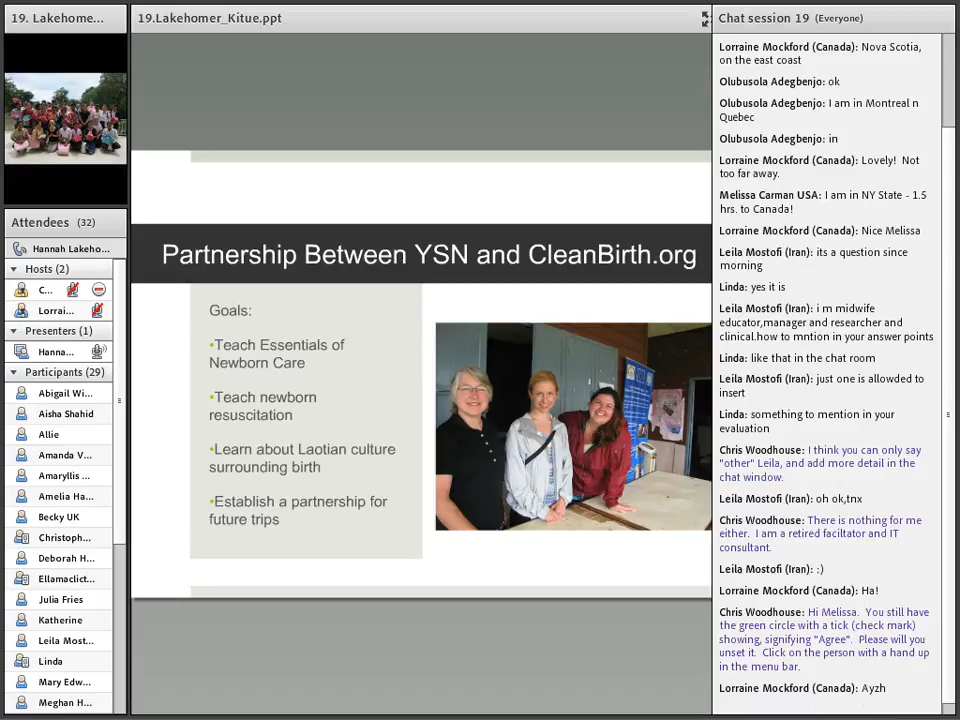 19. Lakehome...
19.Lakehomer_Kitue.ppt
Chat session 19 (Everyone)
Attendees (32)
Hannah Lakeho...
Hosts (2)
C...
Lorrai...
Presenters (1)
Hanna...
Participants (29)
Abigail Wi...
Aisha Shahid
Allie
Amanda V...
Amaryllis ...
Amelia Ha...
Becky UK
Christoph...
Deborah H...
Ellamaclict...
Julia Fries
Katherine
Leila Most...
Linda
Mary Edw...
Meghan H...
Partnership Between YSN and CleanBirth.org
Goals:
•Teach Essentials of
Newborn Care
•Teach newborn
resuscitation
•Learn about Laotian culture
surrounding birth
•Establish a partnership for
future trips
Lorraine Mockford (Canada): Nova Scotia,
on the east coast
Olubusola Adegbenjo: ok
Olubusola Adegbenjo: I am in Montreal n
Quebec
Olubusola Adegbenjo: in
Lorraine Mockford (Canada): Lovely! Not
too far away.
Melissa Carman USA: I am in NY State - 1.5
hrs. to Canada!
Lorraine Mockford (Canada): Nice Melissa
Leila Mostofi (Iran): its a question since
morning
Linda: yes it is
Leila Mostofi (Iran): i m midwife
educator,manager and researcher and
clinical.how to mntion in your answer points
Linda: like that in the chat room
Leila Mostofi (Iran): just one is allowded to
insert
Linda: something to mention in your
evaluation
Chris Woodhouse: I think you can only say
"other" Leila, and add more detail in the
chat window.
Leila Mostofi (Iran): oh ok,tnx
Chris Woodhouse: There is nothing for me
either. I am a retired faciltator and IT
consultant.
Leila Mostofi (Iran): :)
Lorraine Mockford (Canada): Ha!
Chris Woodhouse: Hi Melissa. You still have
the green circle with a tick (check mark)
showing, signifying "Agree". Please will you
unset it. Click on the person with a hand up
in the menu bar.
Lorraine Mockford (Canada): Ayzh